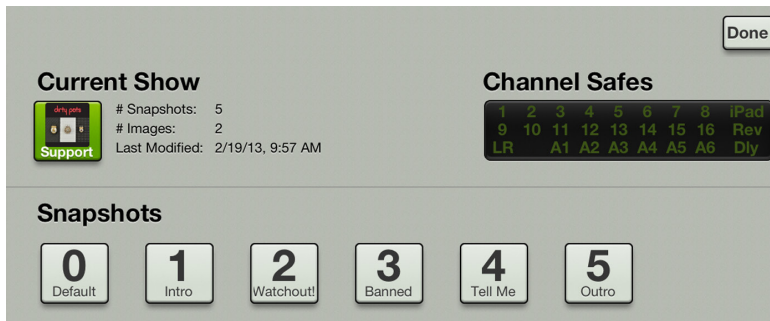 Done
Current Show
Channel Safes
dirty pots
Support
# Snapshots: 5
# Images: 2
Last Modified: 2/19/13, 9:57 AM
1 2 3 4 5 6 7 8 iPad
9 10 11 12 13 14 15 16 Rev
LR A1 A2 A3 A4 A5 A6 Dly
Snapshots
0 1 2 3 4 5
Default Intro Watchout! Banned Tell Me Outro